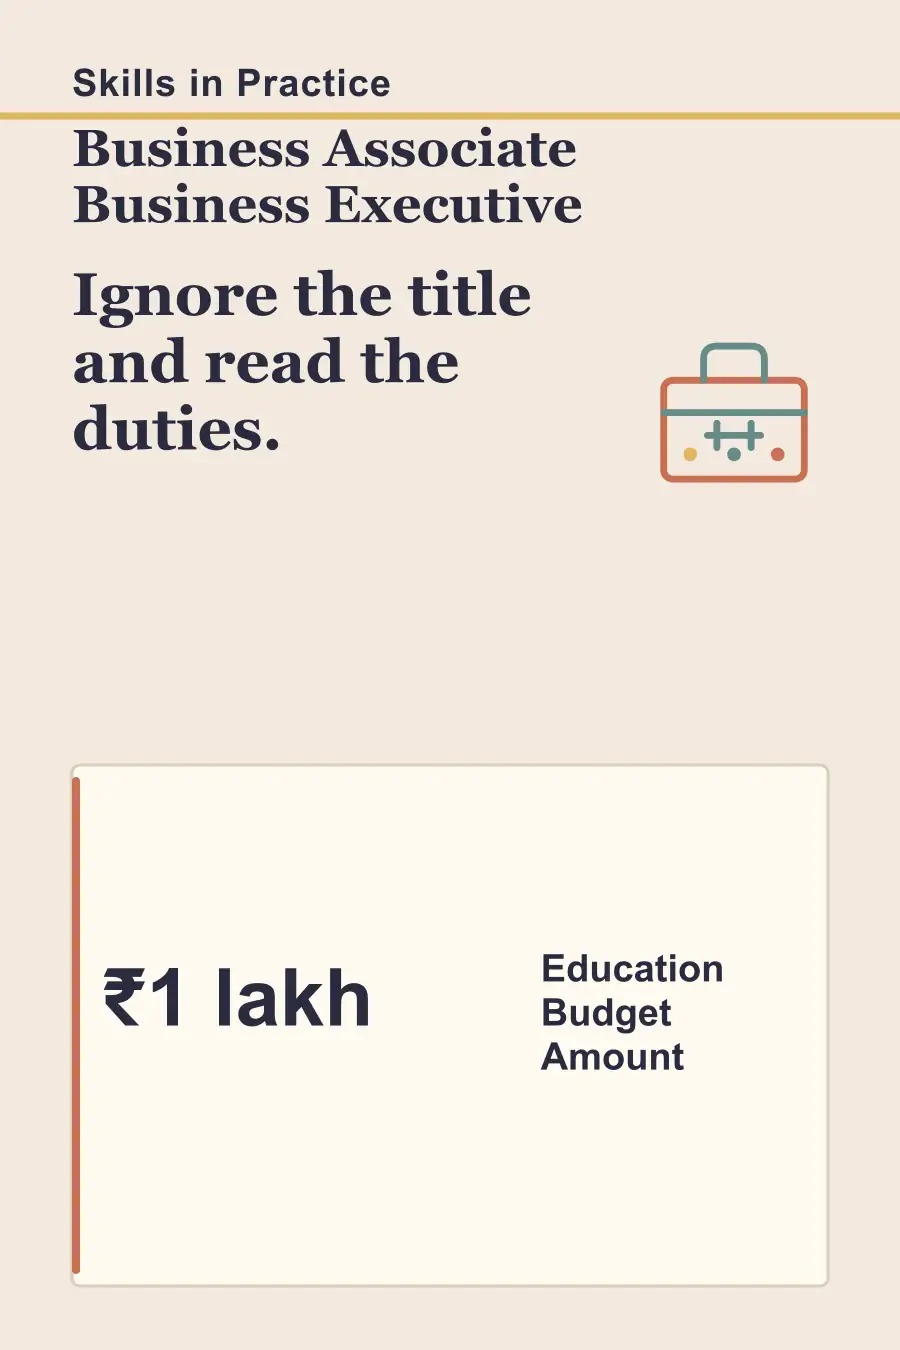 Skills in Practice
Business Associate
Business Executive
Ignore the title
and read the
duties.
₹1 lakh
Education
Budget
Amount